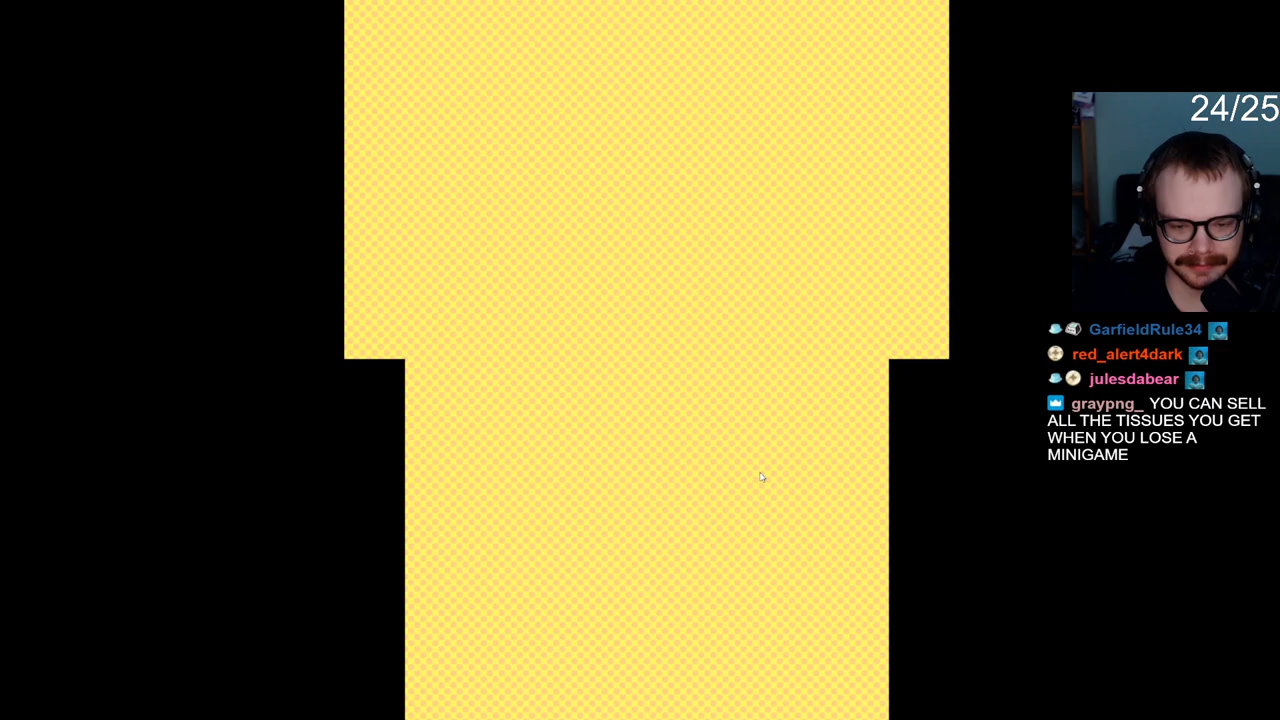 24/25
GarfieldRule34
red_alert4dark
julesdabear
graypng_ YOU CAN SELL
ALL THE TISSUES YOU GET
WHEN YOU LOSE A
MINIGAME